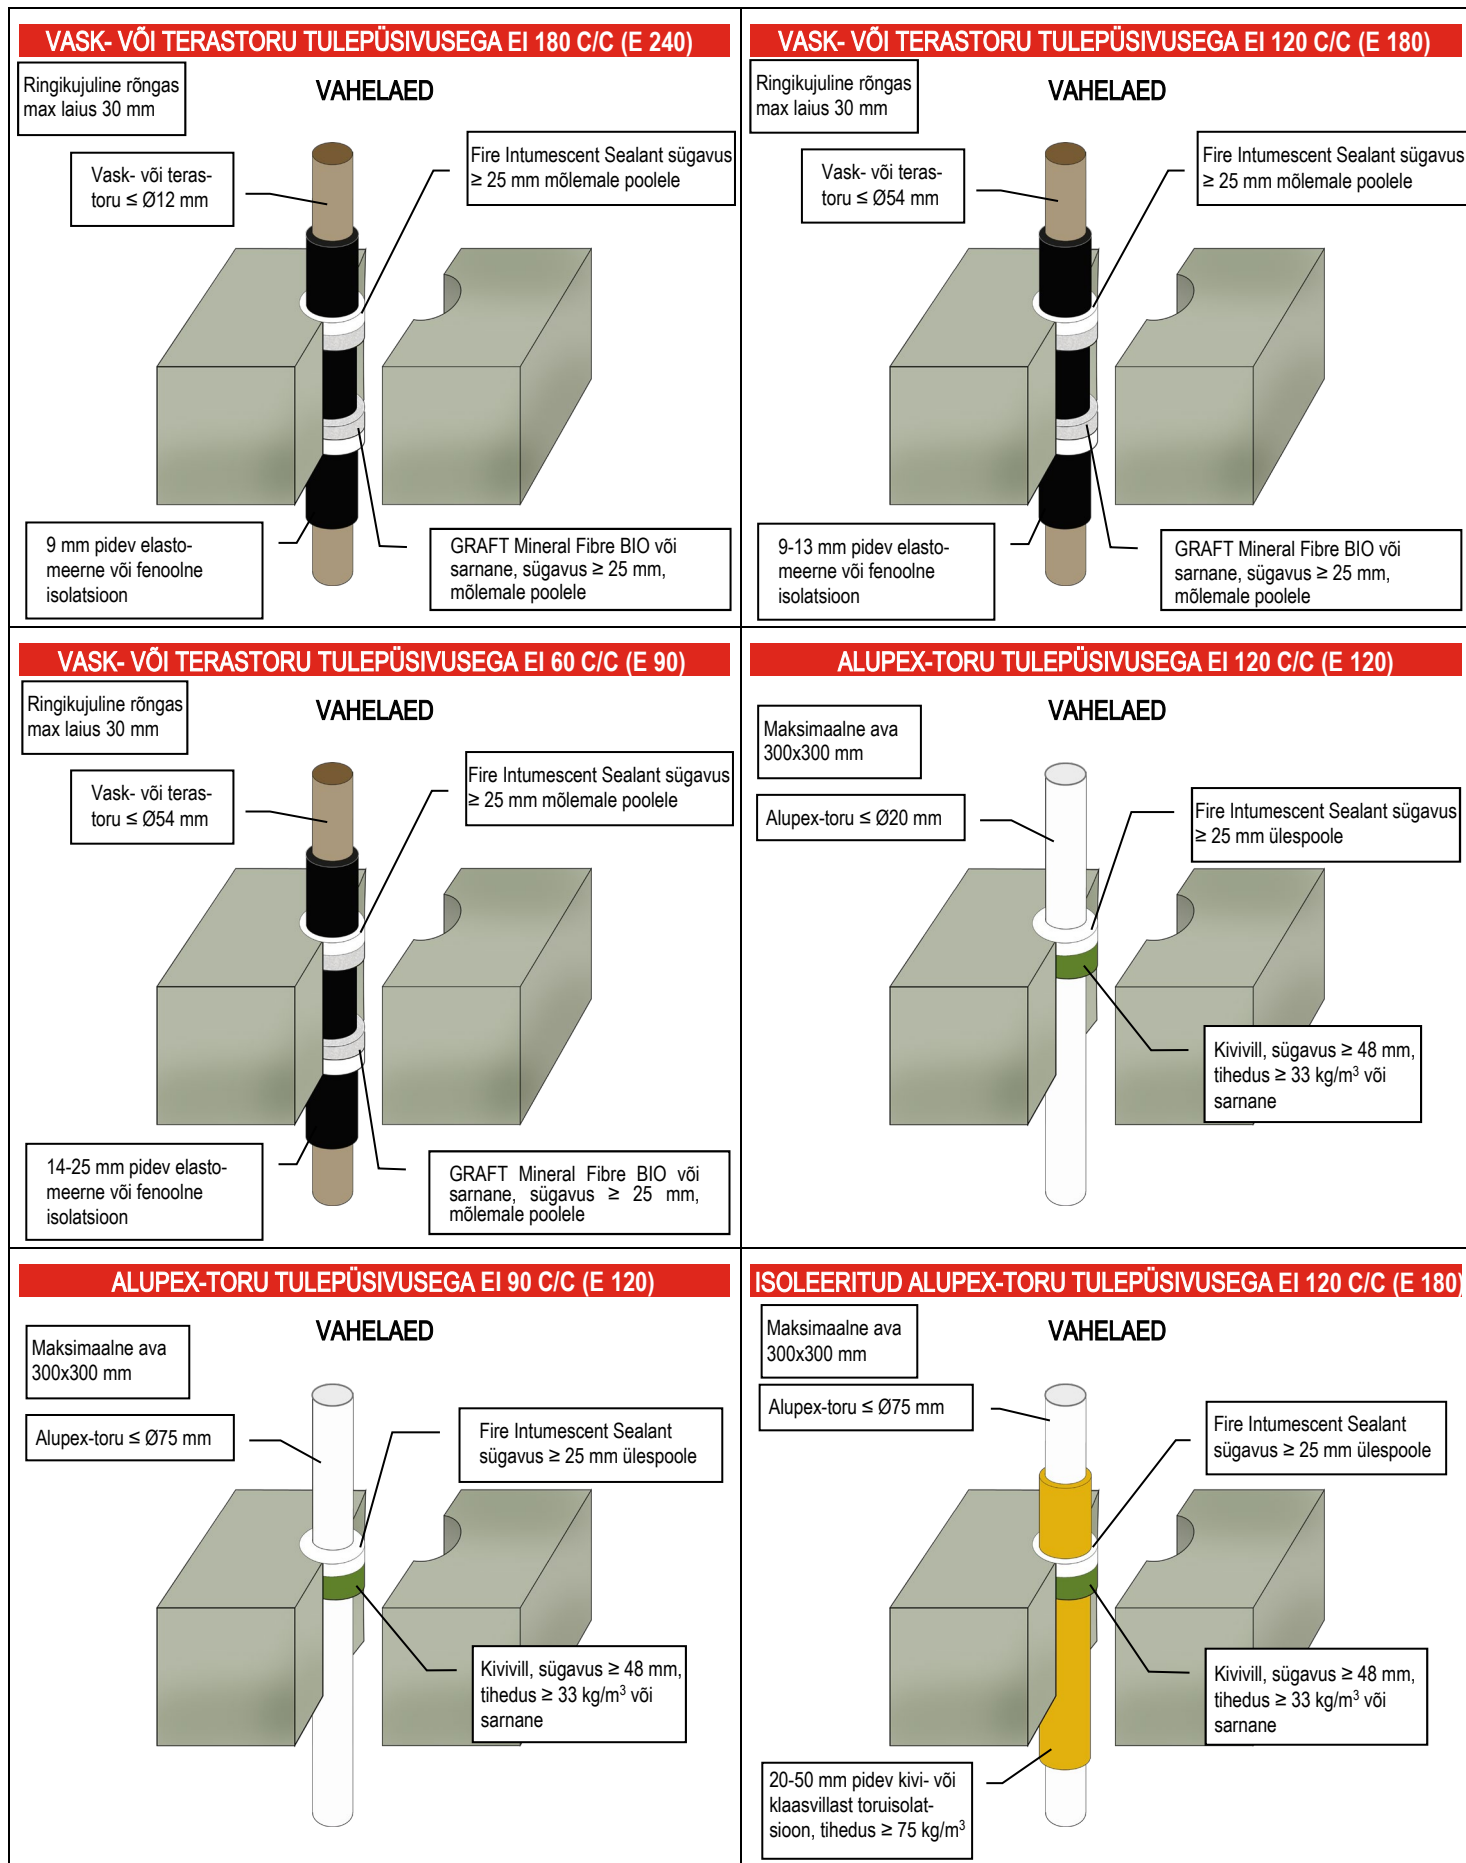 VASK- VÕI TERASTORU TULEPÜSIVUSEGA EI 180 C/C (E 240)
Ringikujuline rõngas
max laius 30 mm
VAHELAED
Vask- või teras-
toru ≤ Ø12 mm
Fire Intumescent Sealant sügavus
≥ 25 mm mõlemale poolele
9 mm pidev elasto-
meerne või fenoolne
isolatsioon
GRAFT Mineral Fibre BIO või
sarnane, sügavus ≥ 25 mm,
mõlemale poolele
VASK- VÕI TERASTORU TULEPÜSIVUSEGA EI 120 C/C (E 180)
Ringikujuline rõngas
max laius 30 mm
VAHELAED
Vask- või teras-
toru ≤ Ø54 mm
Fire Intumescent Sealant sügavus
≥ 25 mm mõlemale poolele
9-13 mm pidev elasto-
meerne või fenoolne
isolatsioon
GRAFT Mineral Fibre BIO või
sarnane, sügavus ≥ 25 mm,
mõlemale poolele
VASK- VÕI TERASTORU TULEPÜSIVUSEGA EI 60 C/C (E 90)
Ringikujuline rõngas
max laius 30 mm
VAHELAED
Vask- või teras-
toru ≤ Ø54 mm
Fire Intumescent Sealant sügavus
≥ 25 mm mõlemale poolele
14-25 mm pidev elasto-
meerne või fenoolne
isolatsioon
GRAFT Mineral Fibre BIO või
sarnane, sügavus ≥ 25 mm,
mõlemale poolele
ALUPEX-TORU TULEPÜSIVUSEGA EI 120 C/C (E 120)
VAHELAED
Maksimaalne ava
300x300 mm
Alupex-toru ≤ Ø20 mm
Fire Intumescent Sealant sügavus
≥ 25 mm ülespoole
Kivivill, sügavus ≥ 48 mm,
tihedus ≥ 33 kg/m³ või
sarnane
ALUPEX-TORU TULEPÜSIVUSEGA EI 90 C/C (E 120)
VAHELAED
Maksimaalne ava
300x300 mm
Alupex-toru ≤ Ø75 mm
Fire Intumescent Sealant
sügavus ≥ 25 mm ülespoole
Kivivill, sügavus ≥ 48 mm,
tihedus ≥ 33 kg/m³ või
sarnane
ISOLEERITUD ALUPEX-TORU TULEPÜSIVUSEGA EI 120 C/C (E 180)
Maksimaalne ava
300x300 mm
VAHELAED
Alupex-toru ≤ Ø75 mm
Fire Intumescent Sealant
sügavus ≥ 25 mm ülespoole
Kivivill, sügavus ≥ 48 mm,
tihedus ≥ 33 kg/m³ või
sarnane
20-50 mm pidev kivi- või
klaasvillast toruisolat-
sioon, tihedus ≥ 75 kg/m³